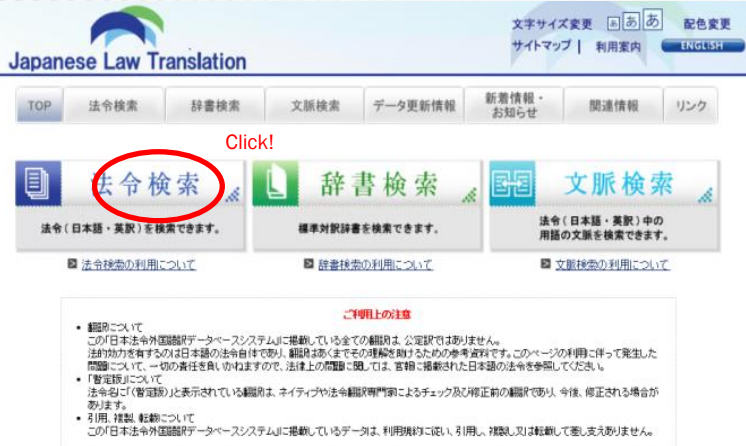 文字サイズ変更 あ あ あ 配色変更
サイトマップ | 利用案内 ENGLISH
Japanese Law Translation
TOP 法令検索 辞書検索 文脈検索 データ更新情報 新着情報・お知らせ 関連情報 リンク
Click!
法令検索 辞書検索 文脈検索
法令(日本語・英訳)を検索できます。 標準対訳辞書を検索できます。 法令(日本語・英訳)中の
用語の文脈を検索できます。
法令検索の利用について 辞書検索の利用について 文脈検索の利用について
ご利用上の注意
• 翻訳について
この「日本法令外国語訳データベースシステム」に掲載している全ての翻訳は、公定訳ではありません。
法的効力を有するのは日本語の法令自体であり、翻訳はあくまでその理解を助けるための参考資料です。このページの利用に伴って発生した
問題について、一切の責任を負いかねますので、法律上の問題に関しては、官報に掲載された日本語の法令を参照してください。
• 「暫定版」について
法令名に「(暫定版)」と表示されている翻訳は、ネイティブや法令翻訳専門家によるチェック及び修正前の翻訳であり、今後、修正される場合が
あります。
• 引用、複製、転載について
この「日本法令外国語訳データベースシステム」に掲載しているデータは、利用規約に従い、引用し、複製し又は転載して差し支えありません。